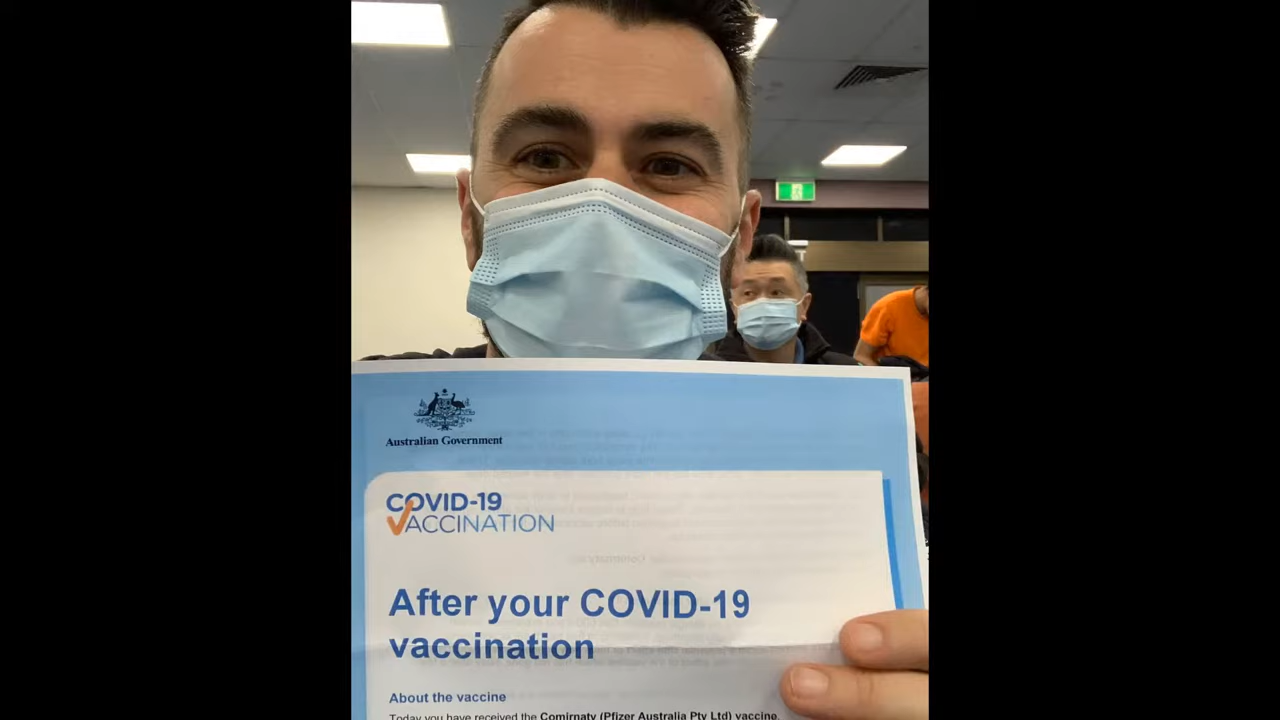 Australian Government
COVID-19
VACCINATION
After your COVID-19
vaccination
About the vaccine
Today you have received the Comirnaty (Pfizer Australia Pty Ltd) vaccine.